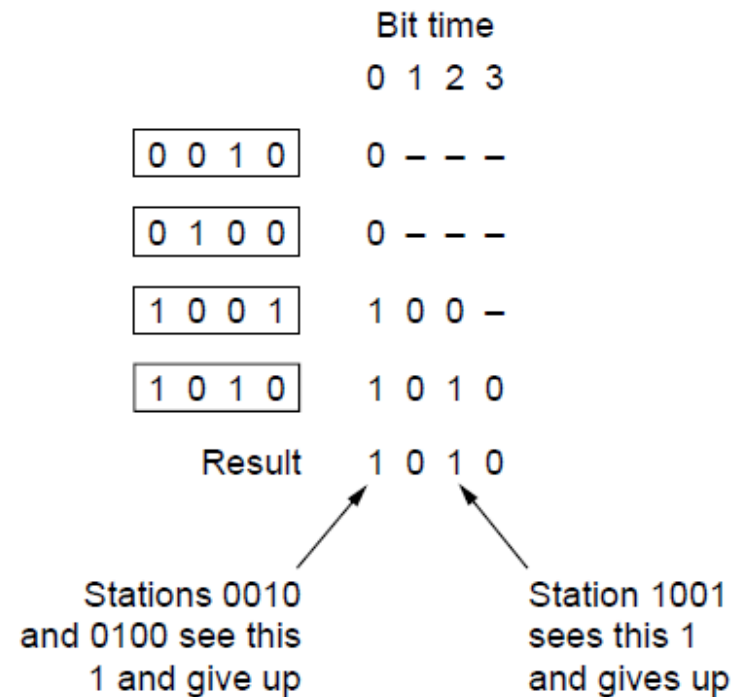 Bit time
0 1 2 3
0 0 1 0 0 – – –
0 1 0 0 0 – – –
1 0 0 1 1 0 0 –
1 0 1 0 1 0 1 0
Result 1 0 1 0
Stations 0010
and 0100 see this
1 and give up
Station 1001
sees this 1
and gives up